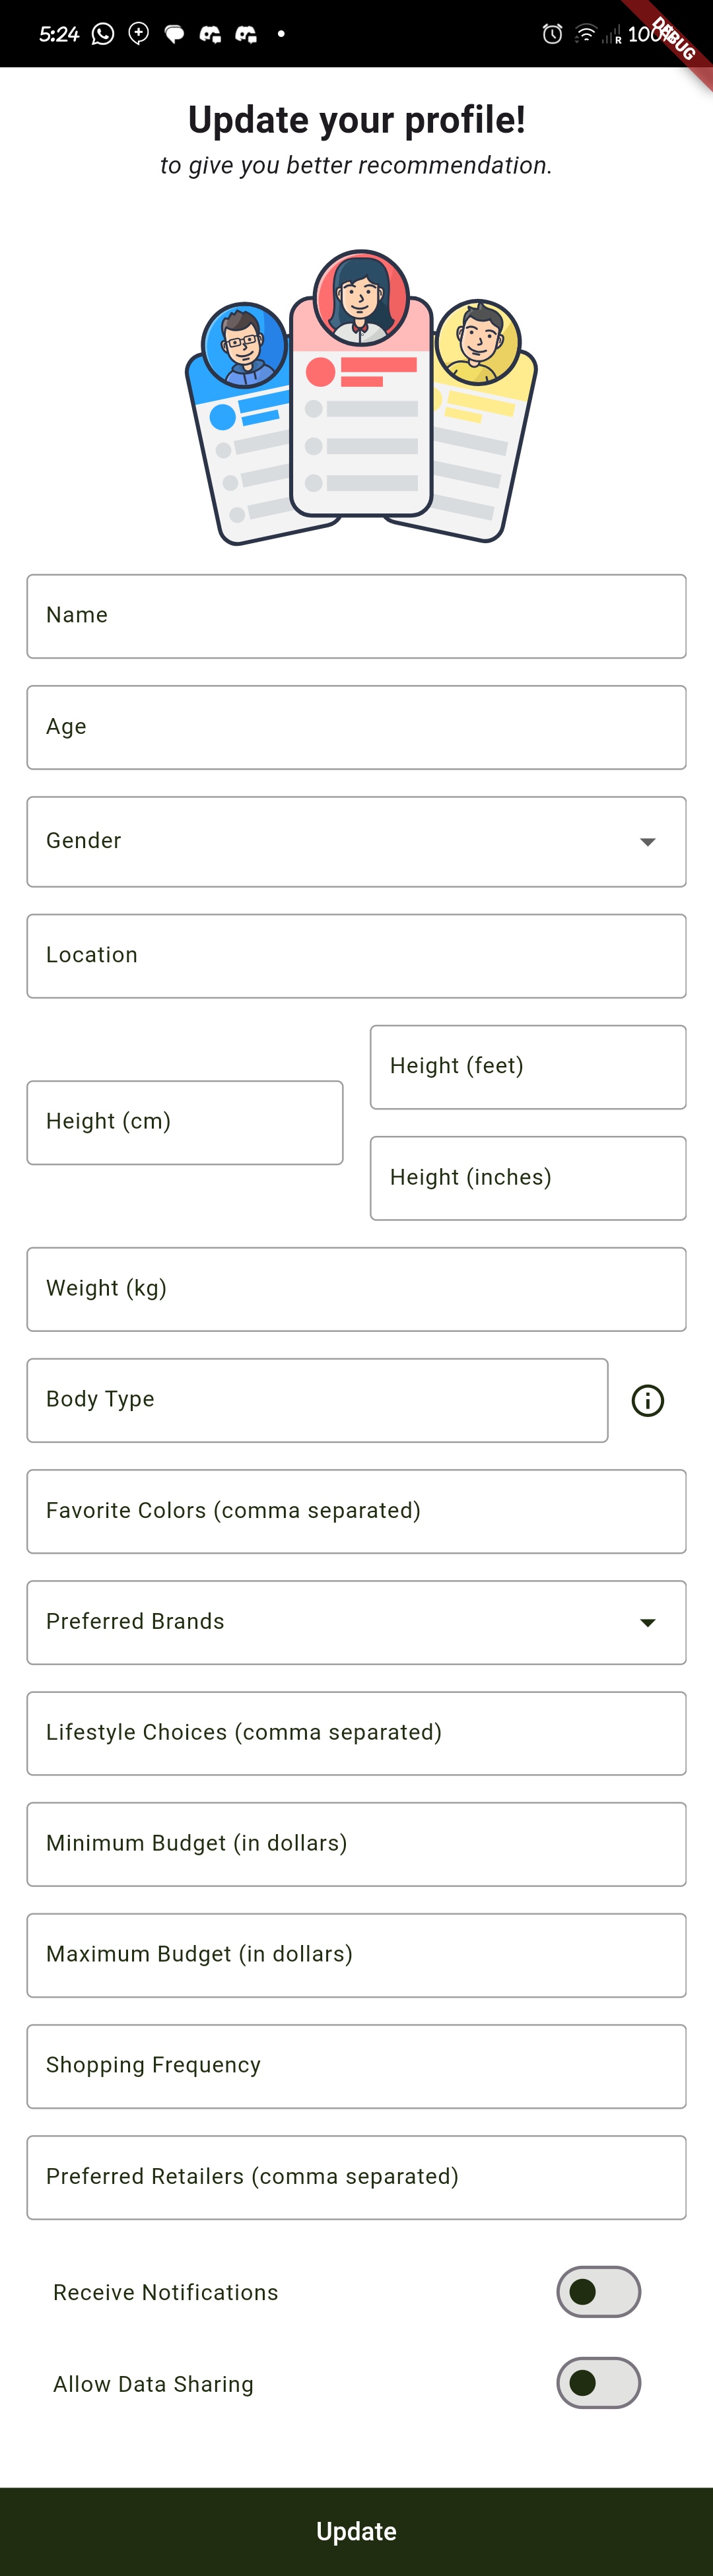 5:24
100
DEBUG
Update your profile!
to give you better recommendation.
Name
Age
Gender
Location
Height (feet)
Height (cm)
Height (inches)
Weight (kg)
Body Type
Favorite Colors (comma separated)
Preferred Brands
Lifestyle Choices (comma separated)
Minimum Budget (in dollars)
Maximum Budget (in dollars)
Shopping Frequency
Preferred Retailers (comma separated)
Receive Notifications
Allow Data Sharing
Update